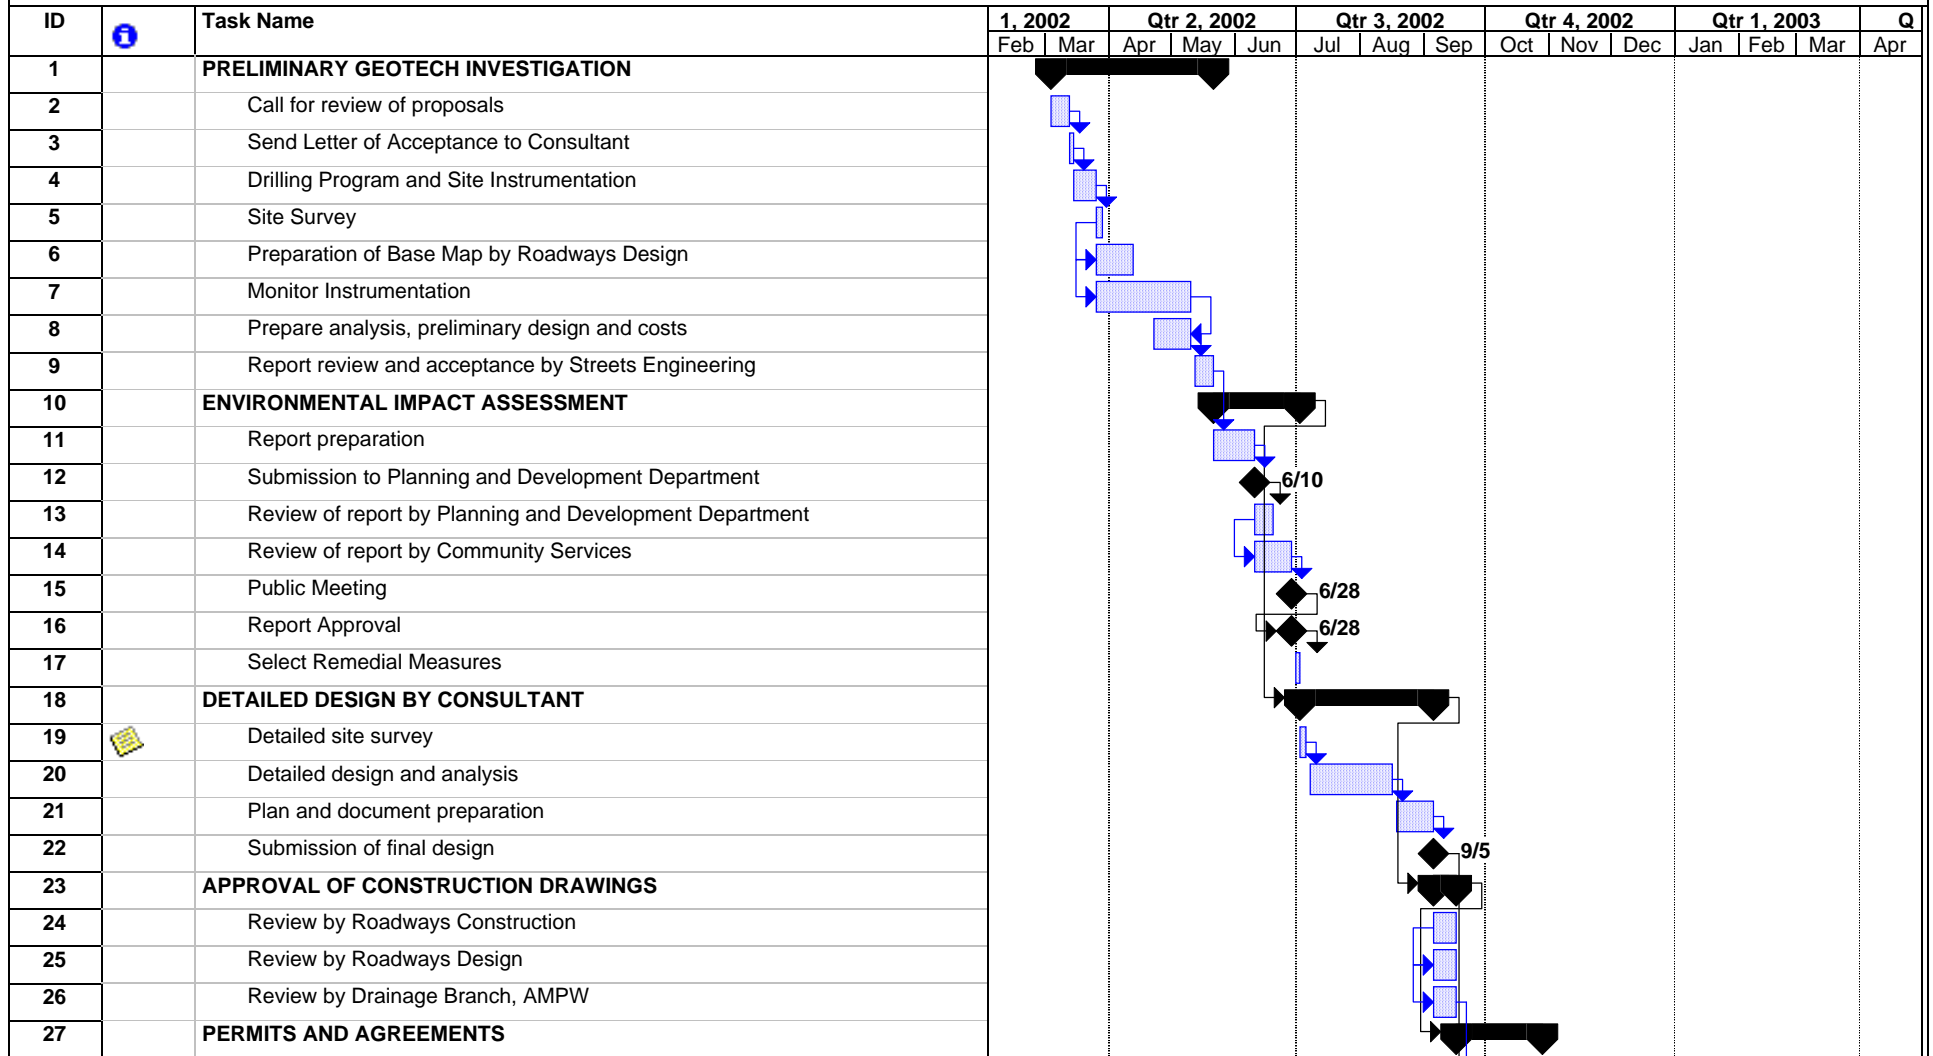 ID Task Name 1, 2002 Qtr 2, 2002 Qtr 3, 2002 Qtr 4, 2002 Qtr 1, 2003 Q
Feb Mar Apr May Jun Jul Aug Sep Oct Nov Dec Jan Feb Mar Apr
1 PRELIMINARY GEOTECH INVESTIGATION
2 Call for review of proposals
3 Send Letter of Acceptance to Consultant
4 Drilling Program and Site Instrumentation
5 Site Survey
6 Preparation of Base Map by Roadways Design
7 Monitor Instrumentation
8 Prepare analysis, preliminary design and costs
9 Report review and acceptance by Streets Engineering
10 ENVIRONMENTAL IMPACT ASSESSMENT
11 Report preparation
12 Submission to Planning and Development Department 6/10
13 Review of report by Planning and Development Department
14 Review of report by Community Services
15 Public Meeting 6/28
16 Report Approval 6/28
17 Select Remedial Measures
18 DETAILED DESIGN BY CONSULTANT
19 Detailed site survey
20 Detailed design and analysis
21 Plan and document preparation
22 Submission of final design 9/5
23 APPROVAL OF CONSTRUCTION DRAWINGS
24 Review by Roadways Construction
25 Review by Roadways Design
26 Review by Drainage Branch, AMPW
27 PERMITS AND AGREEMENTS